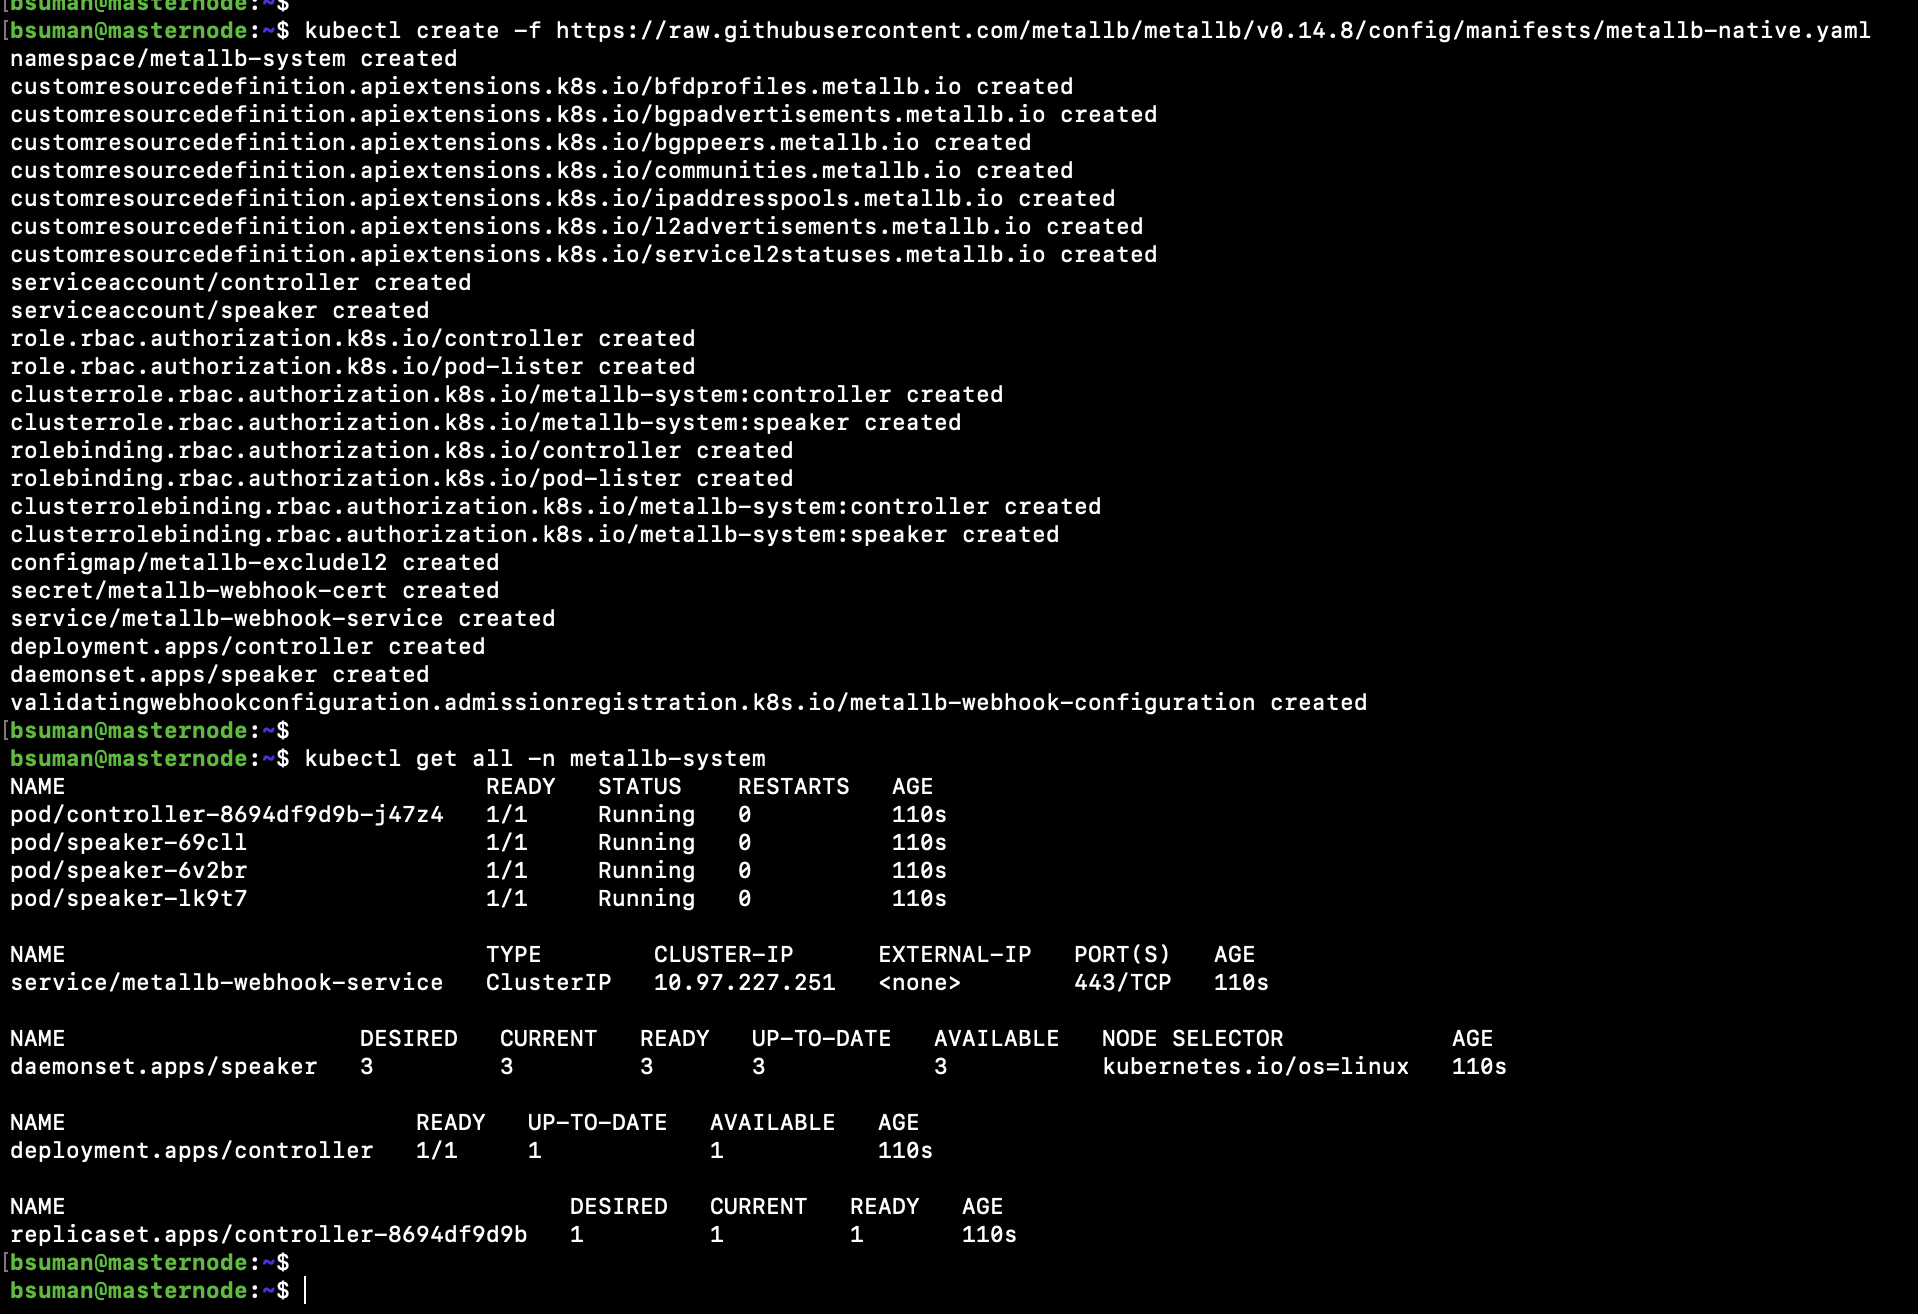 [bsuman@masternode:~$
[bsuman@masternode:~$ kubectl create -f https://raw.githubusercontent.com/metallb/metallb/v0.14.8/config/manifests/metallb-native.yaml
namespace/metallb-system created
customresourcedefinition.apiextensions.k8s.io/bfdprofiles.metallb.io created
customresourcedefinition.apiextensions.k8s.io/bgpadvertisements.metallb.io created
customresourcedefinition.apiextensions.k8s.io/bgppeers.metallb.io created
customresourcedefinition.apiextensions.k8s.io/communities.metallb.io created
customresourcedefinition.apiextensions.k8s.io/ipaddresspools.metallb.io created
customresourcedefinition.apiextensions.k8s.io/l2advertisements.metallb.io created
customresourcedefinition.apiextensions.k8s.io/servicel2statuses.metallb.io created
serviceaccount/controller created
serviceaccount/speaker created
role.rbac.authorization.k8s.io/controller created
role.rbac.authorization.k8s.io/pod-lister created
clusterrole.rbac.authorization.k8s.io/metallb-system:controller created
clusterrole.rbac.authorization.k8s.io/metallb-system:speaker created
rolebinding.rbac.authorization.k8s.io/controller created
rolebinding.rbac.authorization.k8s.io/pod-lister created
clusterrolebinding.rbac.authorization.k8s.io/metallb-system:controller created
clusterrolebinding.rbac.authorization.k8s.io/metallb-system:speaker created
configmap/metallb-excludel2 created
secret/metallb-webhook-cert created
service/metallb-webhook-service created
deployment.apps/controller created
daemonset.apps/speaker created
validatingwebhookconfiguration.admissionregistration.k8s.io/metallb-webhook-configuration created
[bsuman@masternode:~$
bsuman@masternode:~$ kubectl get all -n metallb-system
NAME READY STATUS RESTARTS AGE
pod/controller-8694df9d9b-j47z4 1/1 Running 0 110s
pod/speaker-69cll 1/1 Running 0 110s
pod/speaker-6v2br 1/1 Running 0 110s
pod/speaker-lk9t7 1/1 Running 0 110s
NAME TYPE CLUSTER-IP EXTERNAL-IP PORT(S) AGE
service/metallb-webhook-service ClusterIP 10.97.227.251 <none> 443/TCP 110s
NAME DESIRED CURRENT READY UP-TO-DATE AVAILABLE NODE SELECTOR AGE
daemonset.apps/speaker 3 3 3 3 3 kubernetes.io/os=linux 110s
NAME READY UP-TO-DATE AVAILABLE AGE
deployment.apps/controller 1/1 1 1 110s
NAME DESIRED CURRENT READY AGE
replicaset.apps/controller-8694df9d9b 1 1 1 110s
[bsuman@masternode:~$
bsuman@masternode:~$